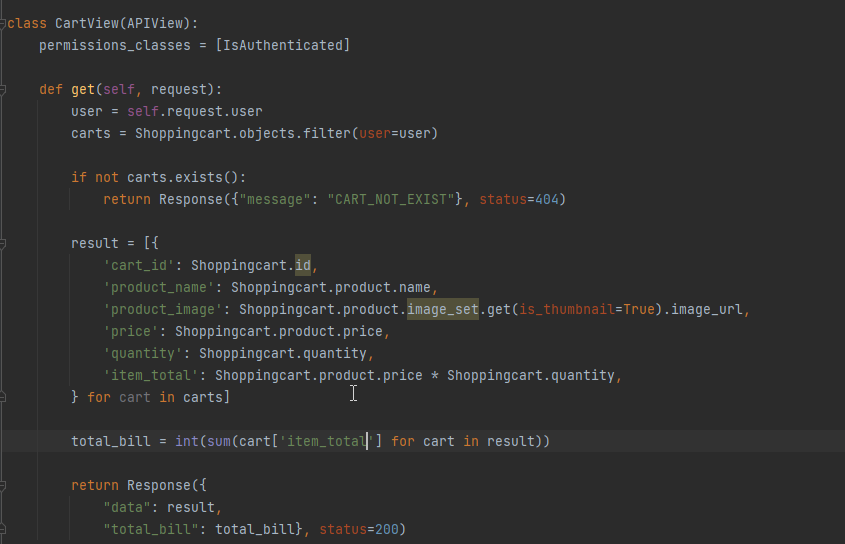 class CartView(APIView):
    permissions_classes = [IsAuthenticated]
    def get(self, request):
        user = self.request.user
        carts = Shoppingcart.objects.filter(user=user)
        if not carts.exists():
            return Response({"message": "CART_NOT_EXIST"}, status=404)
        result = [{
            'cart_id': Shoppingcart.id,
            'product_name': Shoppingcart.product.name,
            'product_image': Shoppingcart.product.image_set.get(is_thumbnail=True).image_url,
            'price': Shoppingcart.product.price,
            'quantity': Shoppingcart.quantity,
            'item_total': Shoppingcart.product.price * Shoppingcart.quantity,
        } for cart in carts]
        total_bill = int(sum(cart['item_total'] for cart in result))
        return Response({
            "data": result,
            "total_bill": total_bill}, status=200)